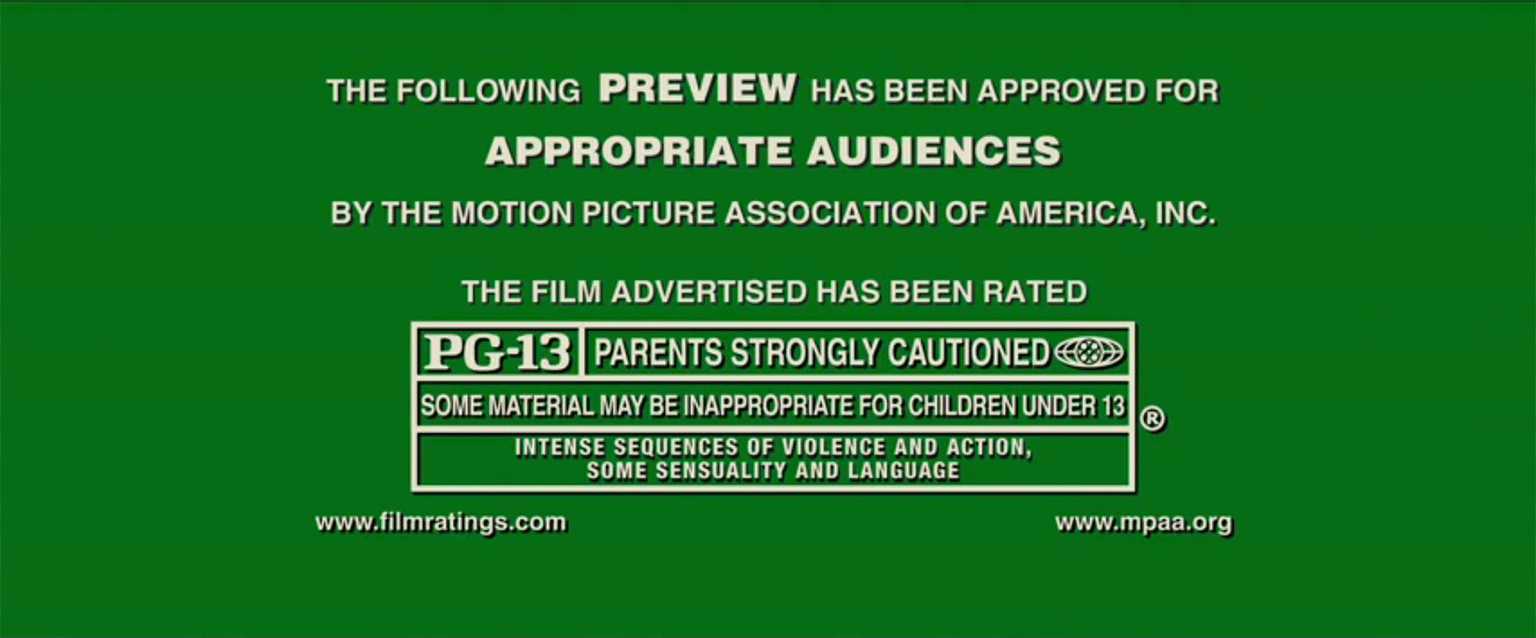 THE FOLLOWING PREVIEW HAS BEEN APPROVED FOR
APPROPRIATE AUDIENCES
BY THE MOTION PICTURE ASSOCIATION OF AMERICA, INC.
THE FILM ADVERTISED HAS BEEN RATED
PG-13 PARENTS STRONGLY CAUTIONED
SOME MATERIAL MAY BE INAPPROPRIATE FOR CHILDREN UNDER 13
®
INTENSE SEQUENCES OF VIOLENCE AND ACTION,
SOME SENSUALITY AND LANGUAGE
www.filmratings.com www.mpaa.org